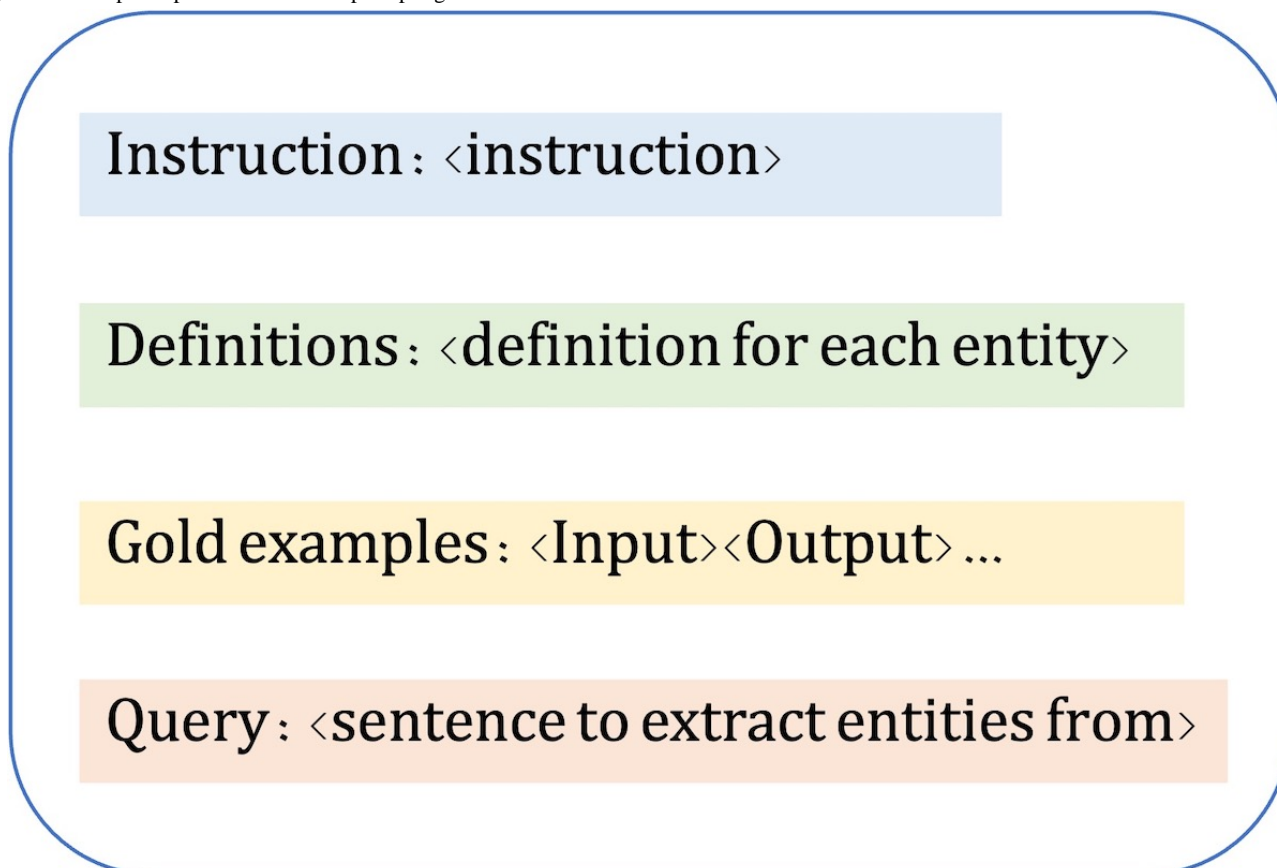 Instruction: <instruction>
Definitions: <definition for each entity>
Gold examples: <Input><Output>...
Query: <sentence to extract entities from>